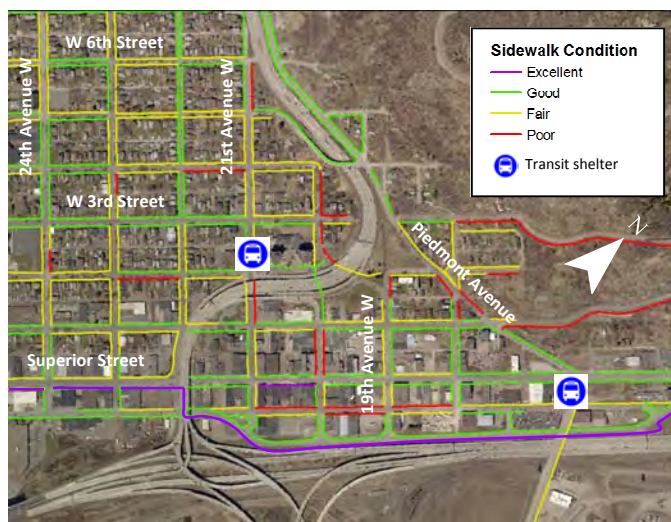 W 6th Street
24th Avenue W
21st Avenue W
W 3rd Street
Piedmont Avenue
19th Avenue W
Superior Street
Sidewalk Condition
Excellent
Good
Fair
Poor
Transit shelter
N